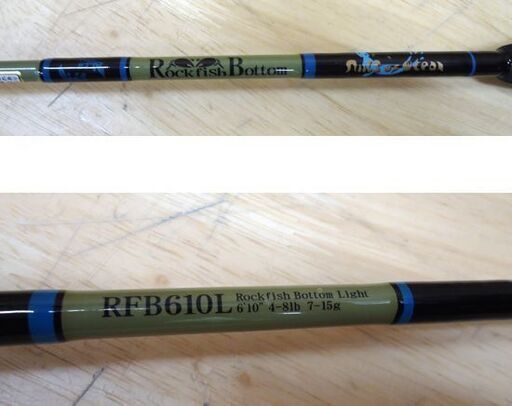 Rockfish Bottom
RFB610L
Rockfish Bottom Light
6'10" 4-8lb 7-15g